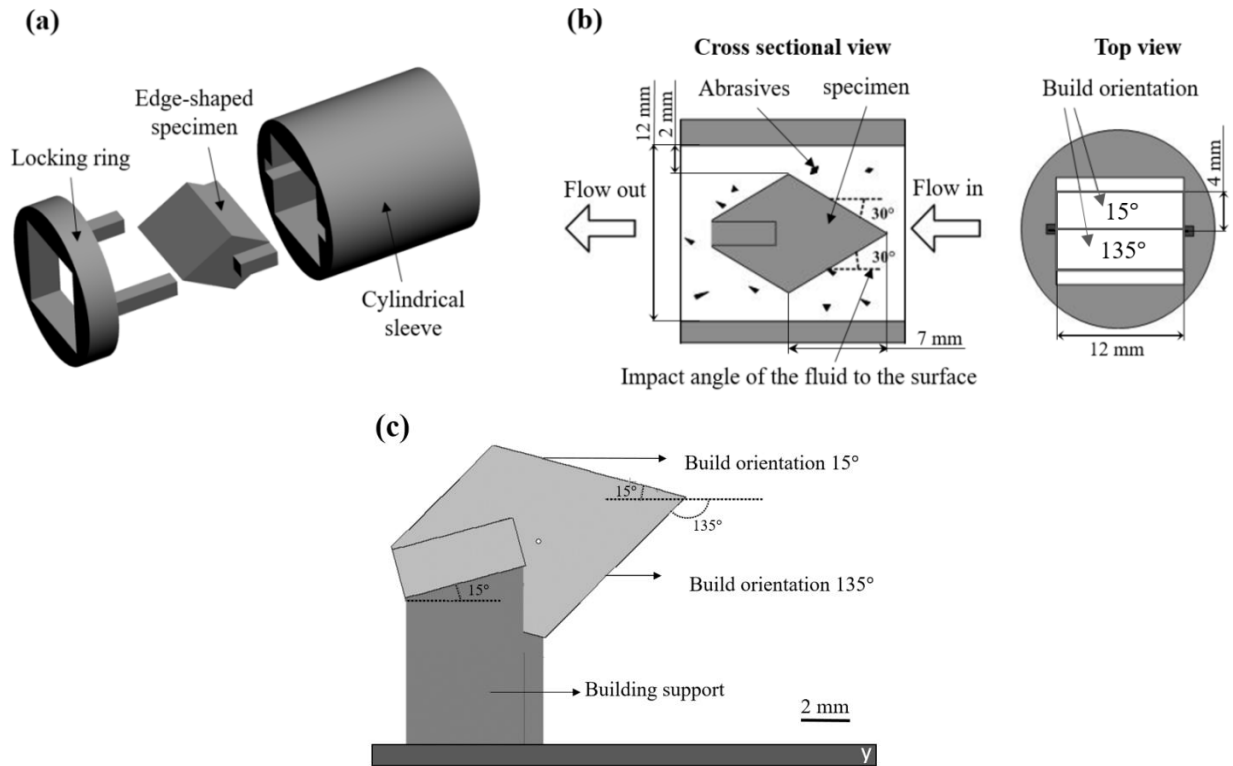 (a)
Edge-shaped
specimen
Locking ring
Cylindrical
sleeve
(b)
Cross sectional view
Top view
Abrasives
specimen
Build orientation
12 mm
2 mm
Flow out
Flow in
30°
30°
7 mm
Impact angle of the fluid to the surface
4 mm
15°
135°
12 mm
(c)
Build orientation 15°
15°
135°
Build orientation 135°
15°
Building support
2 mm
y